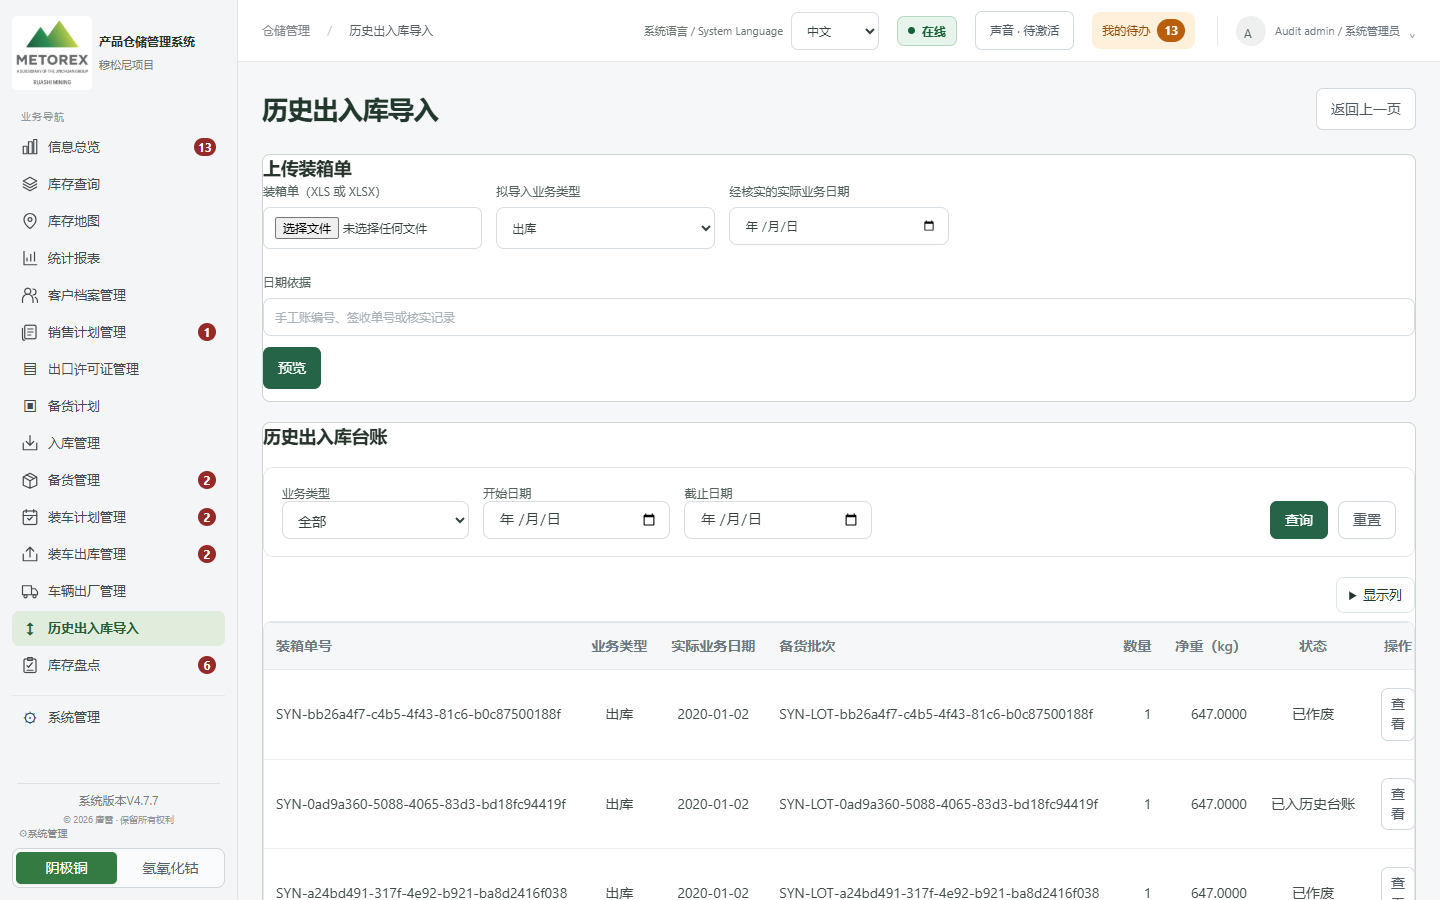 METOREX
A SUBSIDIARY OF THE JINCHUAN GROUP
RUASHI MINING
产品仓储管理系统
穆松尼项目
业务导航
信息总览 13
库存查询
库存地图
统计报表
客户档案管理
销售计划管理 1
出口许可证管理
备货计划
入库管理
备货管理 2
装车计划管理 2
装车出库管理 2
车辆出厂管理
历史出入库导入
库存盘点 6
系统管理
系统版本V4.7.7
© 2026 唐雷 · 保留所有权利
系统管理
阴极铜 氢氧化钴
仓储管理 / 历史出入库导入
系统语言 / System Language 中文 在线 声音 · 待激活 我的待办 13 A Audit admin / 系统管理员
历史出入库导入
返回上一页
上传装箱单
装箱单（XLS 或 XLSX） 拟导入业务类型 经核实的实际业务日期
选择文件 未选择任何文件 出库 年 /月/日
日期依据
手工账编号、签收单号或核实记录
预览
历史出入库台账
业务类型 开始日期 截止日期
全部 年 /月/日 年 /月/日 查询 重置
显示列
装箱单号 业务类型 实际业务日期 备货批次 数量 净重（kg） 状态 操作
SYN-bb26a4f7-c4b5-4f43-81c6-b0c87500188f 出库 2020-01-02 SYN-LOT-bb26a4f7-c4b5-4f43-81c6-b0c87500188f 1 647.0000 已作废 查看
SYN-0ad9a360-5088-4065-83d3-bd18fc94419f 出库 2020-01-02 SYN-LOT-0ad9a360-5088-4065-83d3-bd18fc94419f 1 647.0000 已入历史台账 查看
SYN-a24bd491-317f-4e92-b921-ba8d2416f038 出库 2020-01-02 SYN-LOT-a24bd491-317f-4e92-b921-ba8d2416f038 1 647.0000 已作废 查